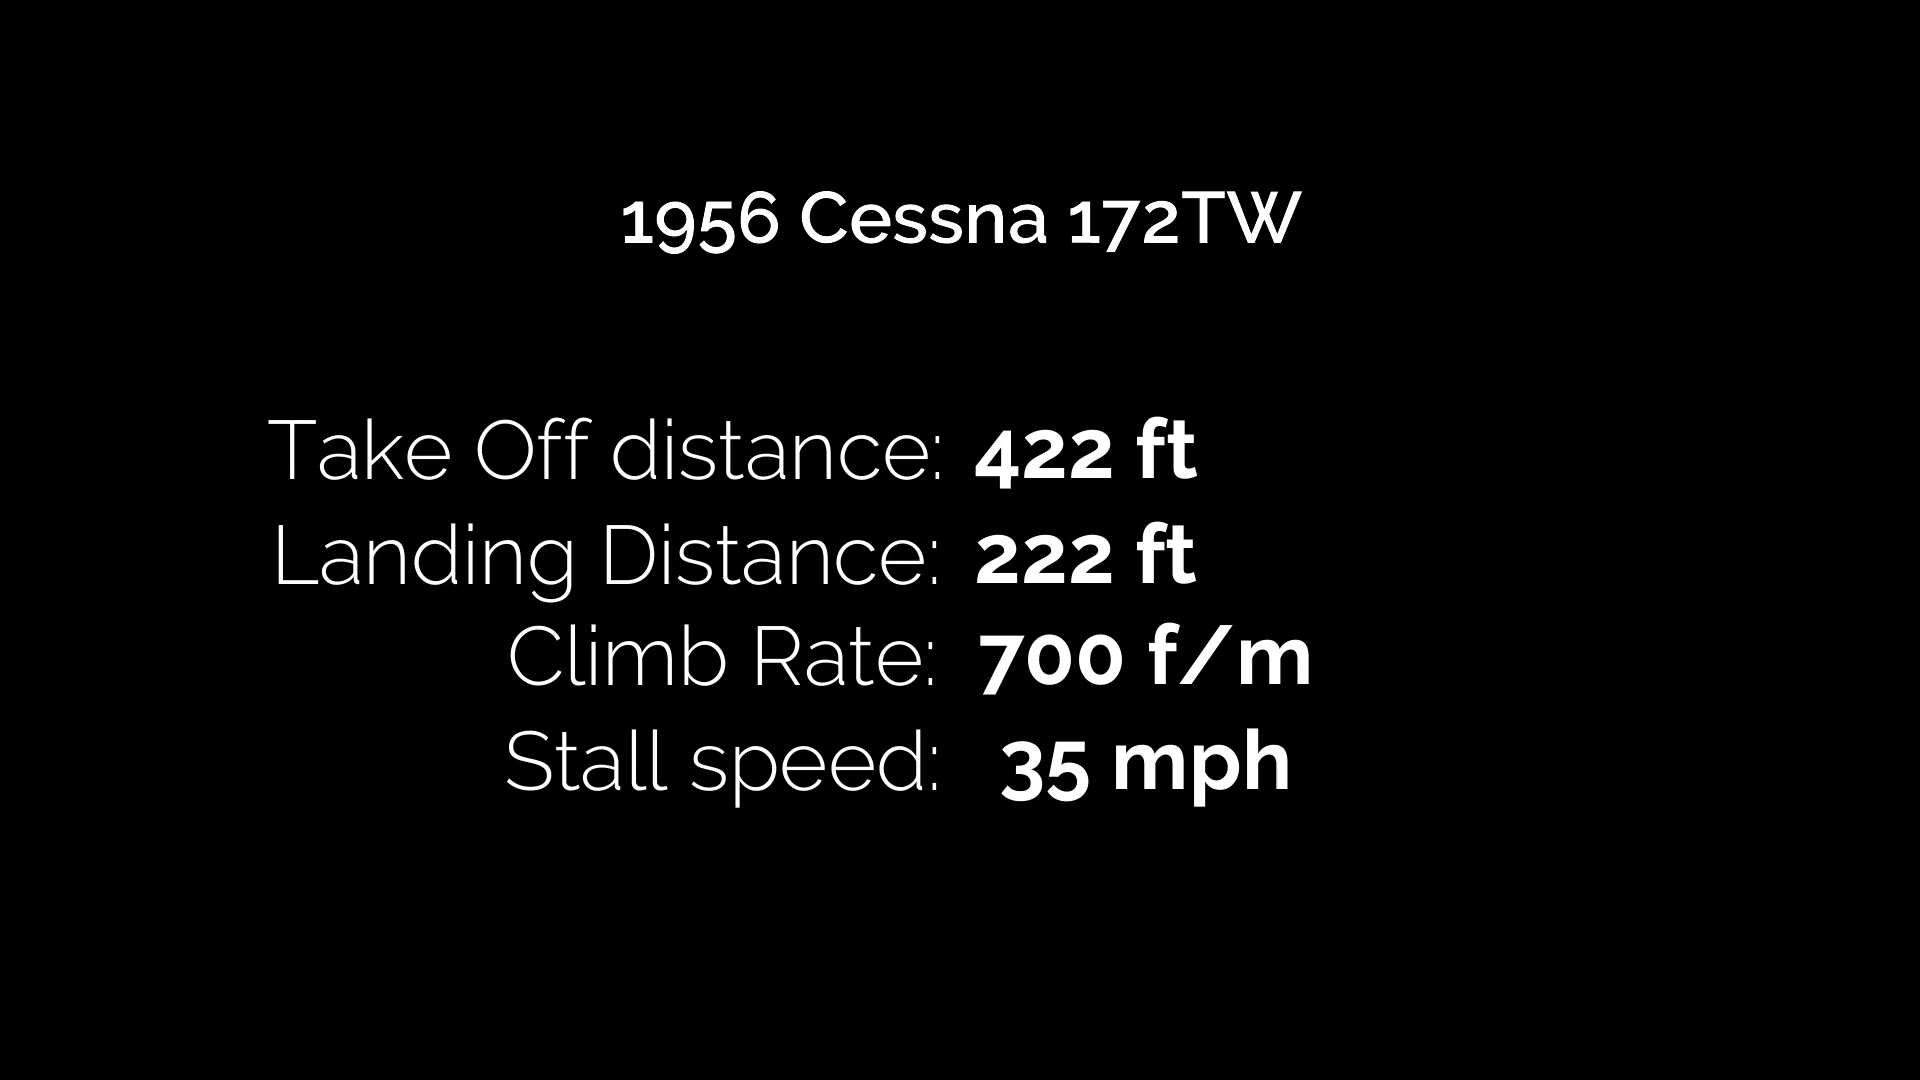 1956 Cessna 172TW
Take Off distance: 422 ft
Landing Distance: 222 ft
Climb Rate: 700 f/m
Stall speed: 35 mph